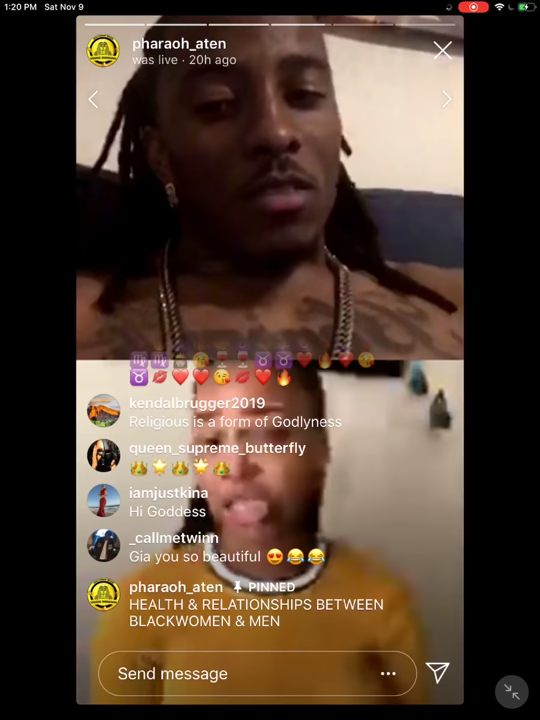 1:20 PM Sat Nov 9
pharaoh_aten
was live · 20h ago
kendalbrugger2019
Religious is a form of Godlyness
queen_supreme_butterfly
iamjustkina
Hi Goddess
_callmetwinn
Gia you so beautiful 😍😂😂
pharaoh_aten PINNED
HEALTH & RELATIONSHIPS BETWEEN
BLACKWOMEN & MEN
Send message